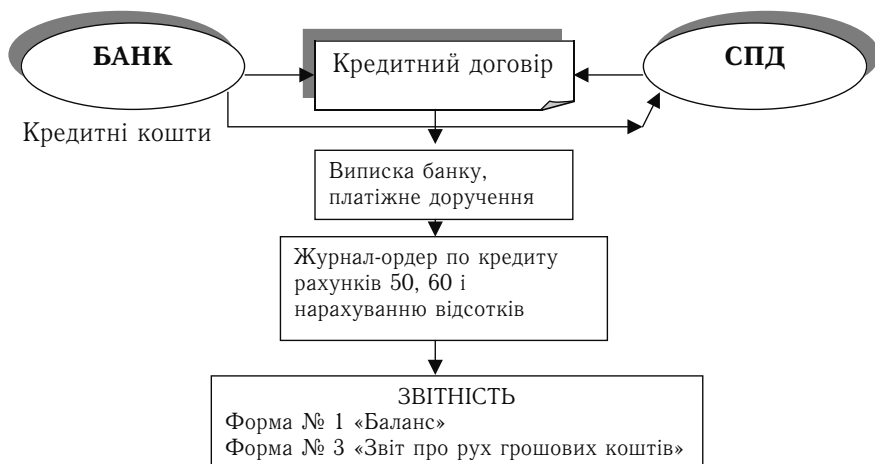 БАНК
Кредитний договір
СПД
Кредитні кошти
Виписка банку,
платіжне доручення
Журнал-ордер по кредиту
рахунків 50, 60 і
нарахуванню відсотків
ЗВІТНІСТЬ
Форма № 1 «Баланс»
Форма № 3 «Звіт про рух грошових коштів»